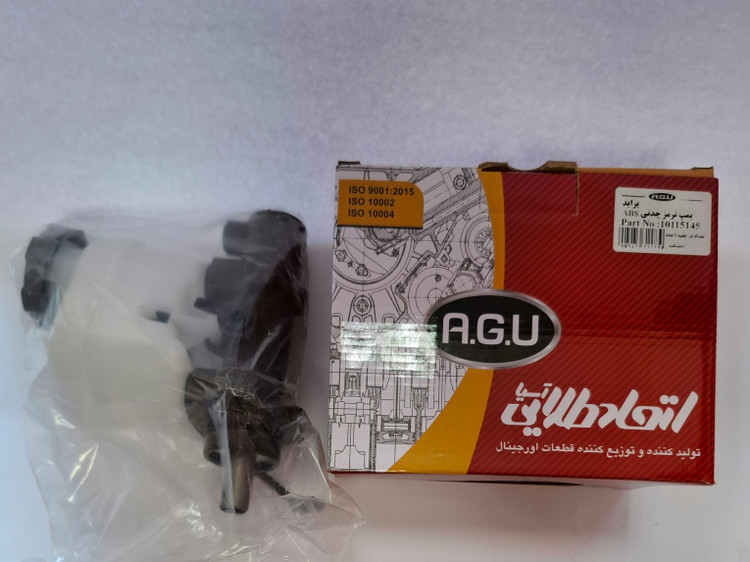 ISO 9001:2015
ISO 10002
ISO 10004
A.G.U
پراید
پمپ ترمز چدنی ABS
Part No :10115145
A.G.U
اتحاد طلایی آسیا
تولید کننده و توزیع کننده قطعات اورجینال